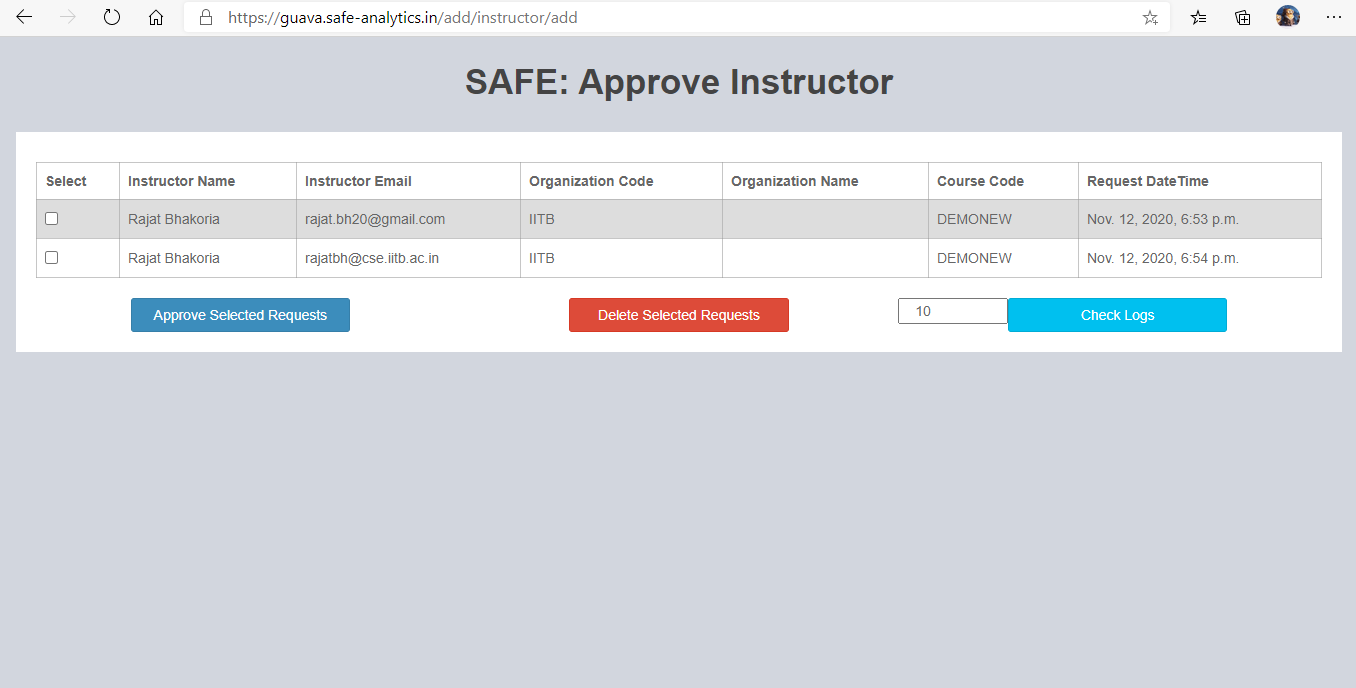 https://guava.safe-analytics.in/add/instructor/add
SAFE: Approve Instructor
Select Instructor Name Instructor Email Organization Code Organization Name Course Code Request DateTime
Rajat Bhakoria rajat.bh20@gmail.com IITB DEMONEW Nov. 12, 2020, 6:53 p.m.
Rajat Bhakoria rajatbh@cse.iitb.ac.in IITB DEMONEW Nov. 12, 2020, 6:54 p.m.
Approve Selected Requests Delete Selected Requests 10 Check Logs